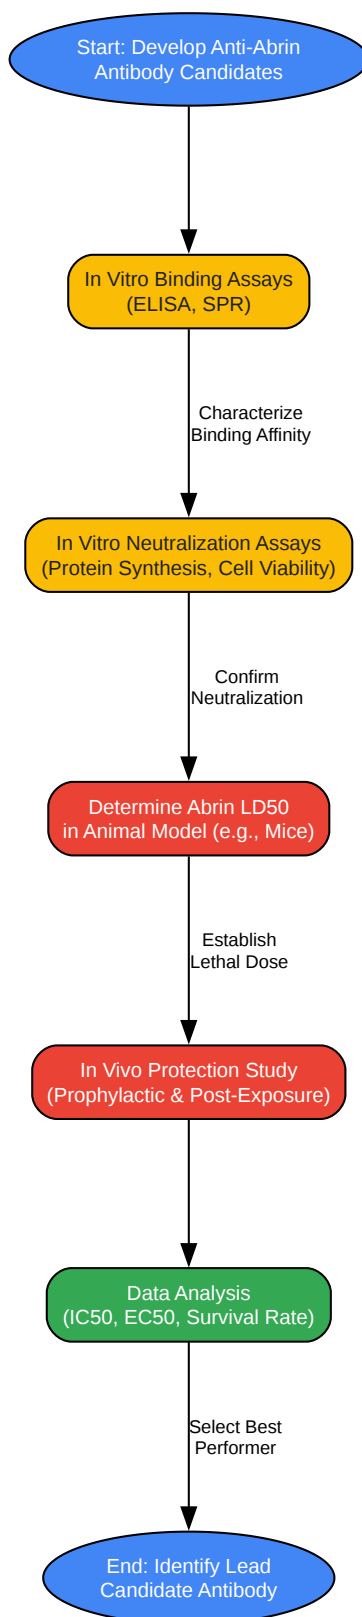 Start: Develop Anti-Abrin
Antibody Candidates
In Vitro Binding Assays
(ELISA, SPR)
Characterize
Binding Affinity
In Vitro Neutralization Assays
(Protein Synthesis, Cell Viability)
Confirm
Neutralization
Determine Abrin LD50
in Animal Model (e.g., Mice)
Establish
Lethal Dose
In Vivo Protection Study
(Prophylactic & Post-Exposure)
Data Analysis
(IC50, EC50, Survival Rate)
Select Best
Performer
End: Identify Lead
Candidate Antibody